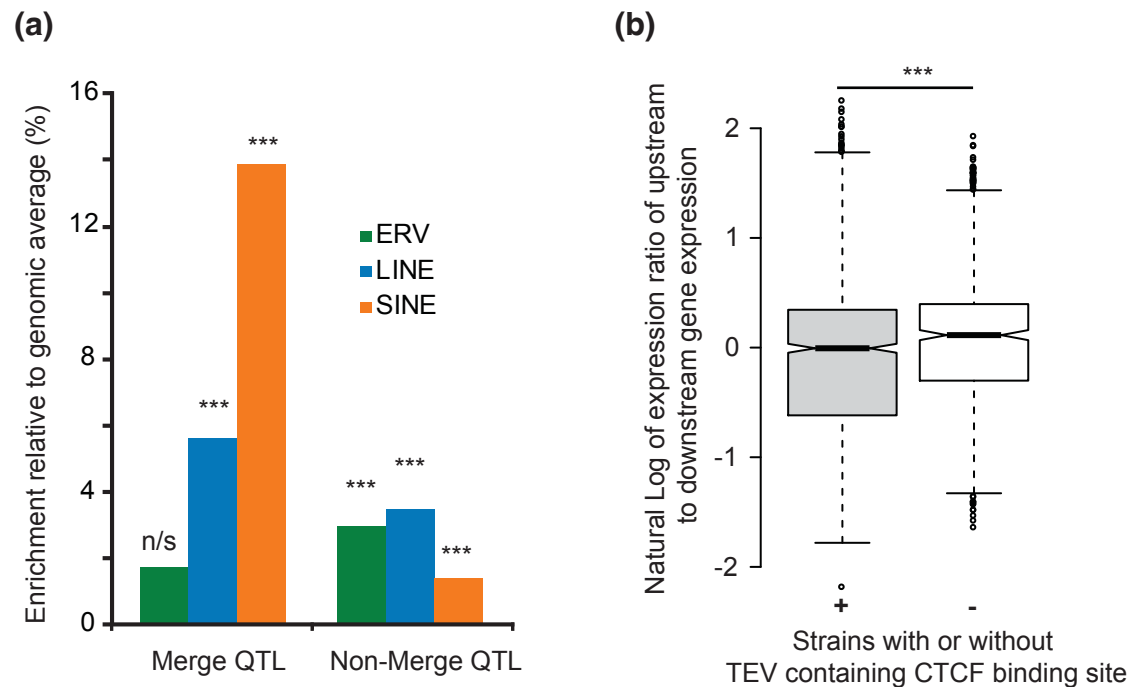 (a)
Enrichment relative to genomic average (%)
16
12
8
4
0
n/s
***
***
***
***
***
ERV
LINE
SINE
Merge QTL
Non-Merge QTL
(b)
Natural Log of expression ratio of upstream
to downstream gene expression
2
1
0
-1
-2
***
+
-
Strains with or without
TEV containing CTCF binding site